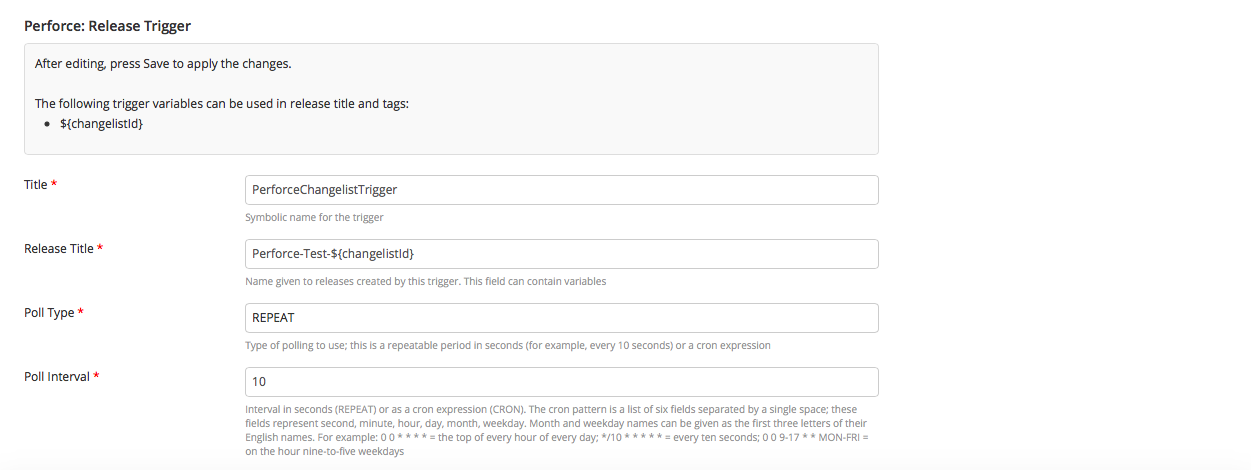 Perforce: Release Trigger
After editing, press Save to apply the changes.
The following trigger variables can be used in release title and tags:
• ${changelistId}
Title *
PerforceChangelistTrigger
Symbolic name for the trigger
Release Title *
Perforce-Test-${changelistId}
Name given to releases created by this trigger. This field can contain variables
Poll Type *
REPEAT
Type of polling to use; this is a repeatable period in seconds (for example, every 10 seconds) or a cron expression
Poll Interval *
10
Interval in seconds (REPEAT) or as a cron expression (CRON). The cron pattern is a list of six fields separated by a single space; these
fields represent second, minute, hour, day, month, weekday. Month and weekday names can be given as the first three letters of their
English names. For example: 0 0 * * * * = the top of every hour of every day; */10 * * * * * = every ten seconds; 0 0 9-17 * * MON-FRI =
on the hour nine-to-five weekdays